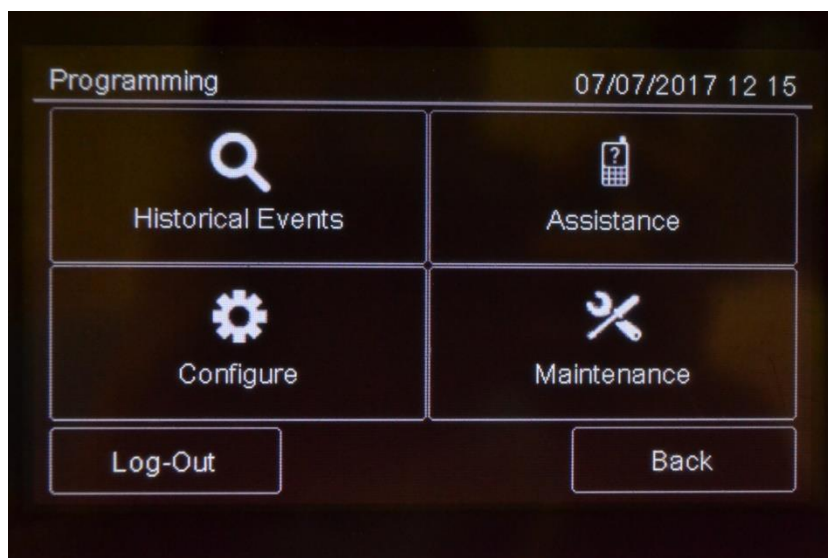 Programming 07/07/2017 12 15
Historical Events Assistance
Configure Maintenance
Log-Out Back